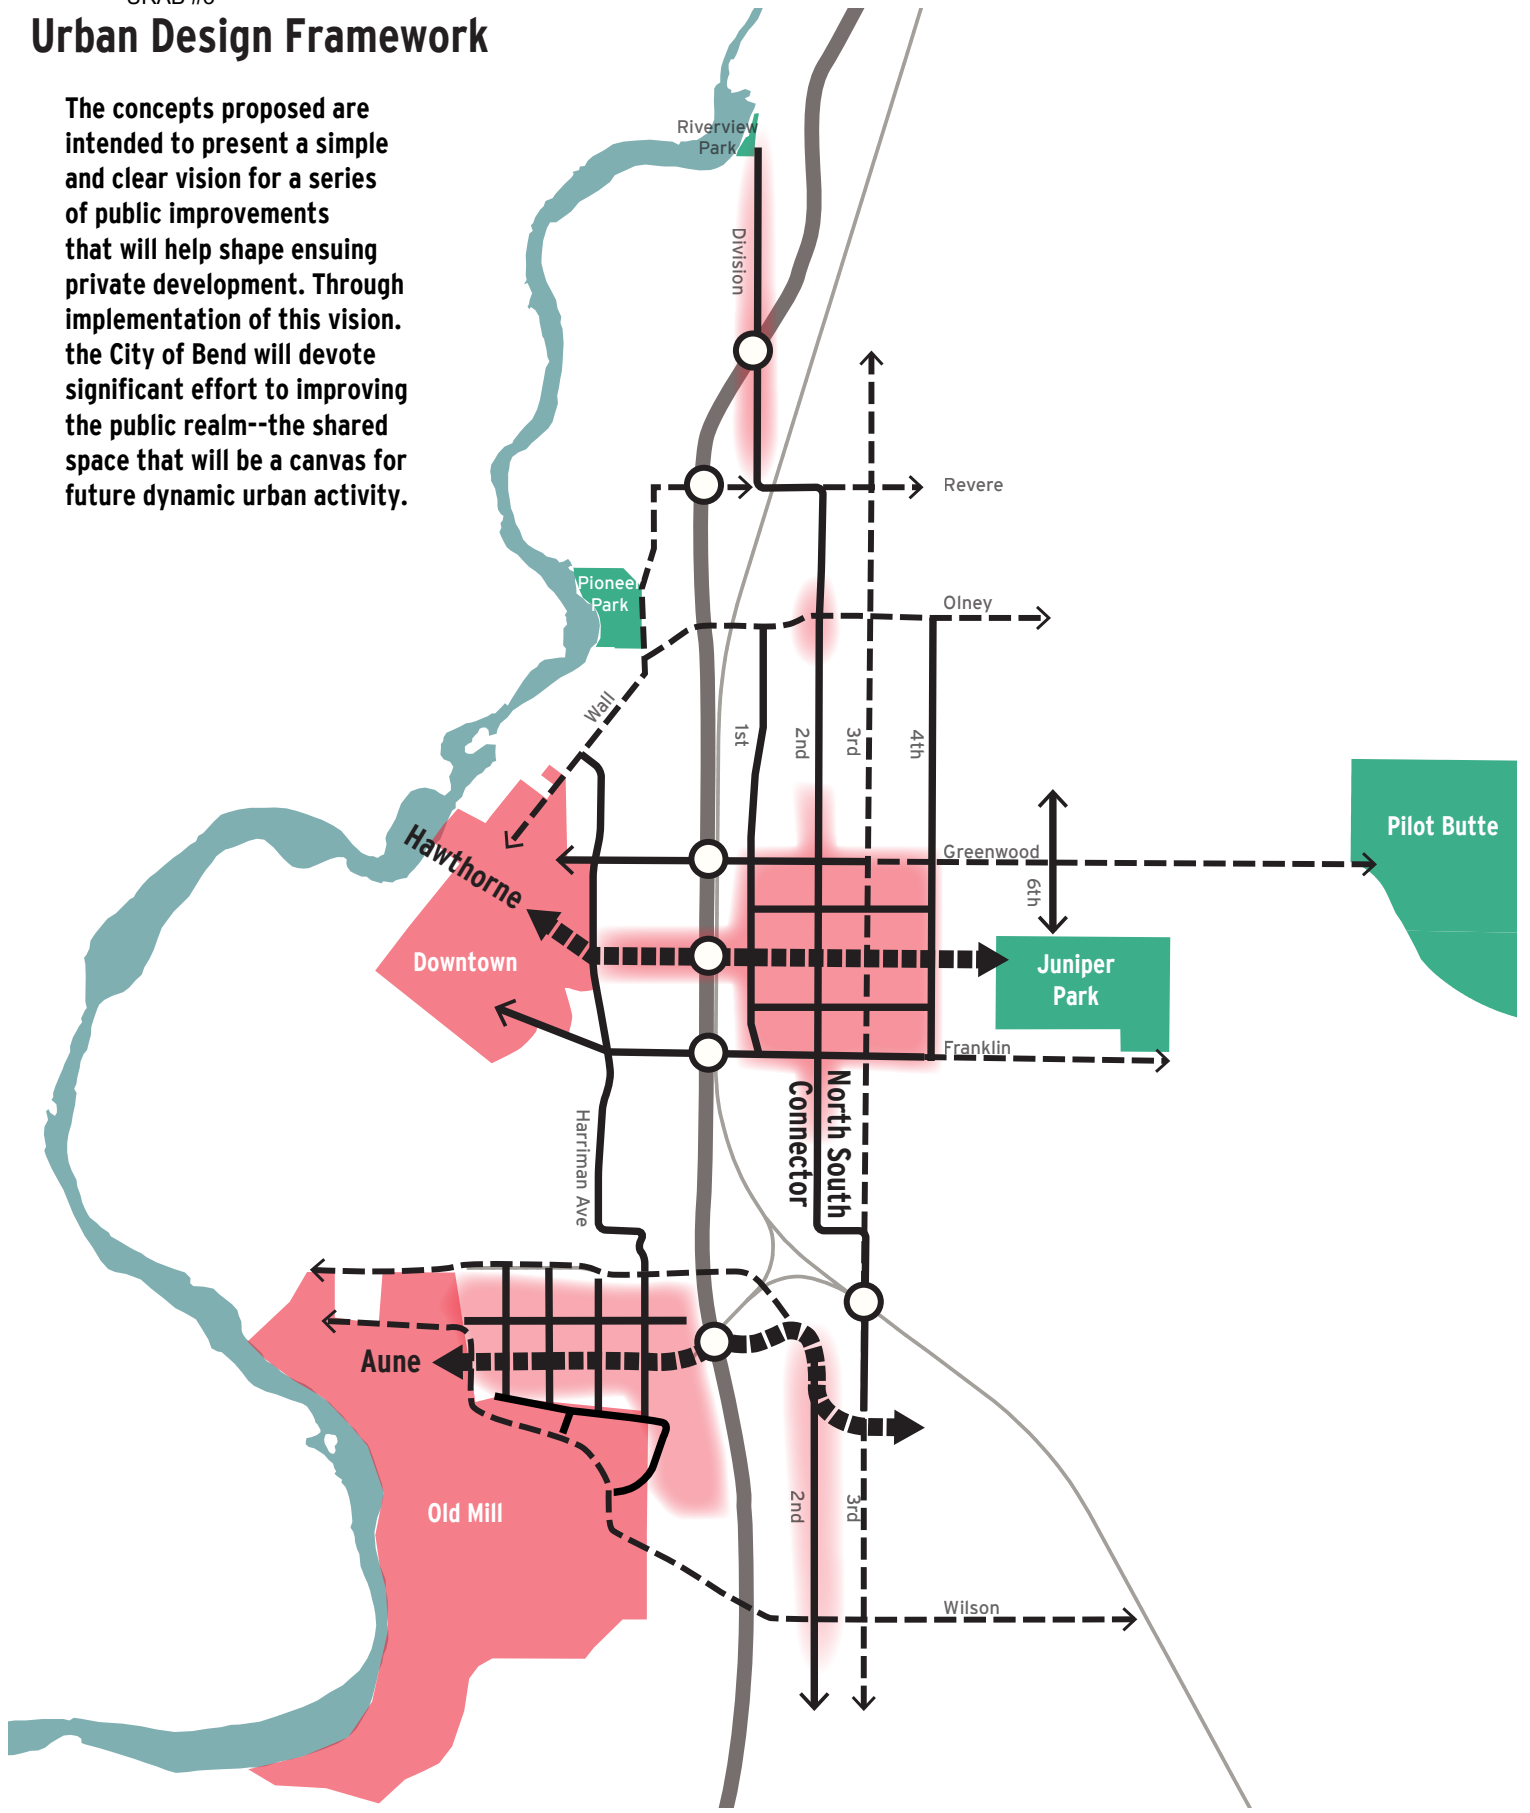 Urban Design Framework
The concepts proposed are
intended to present a simple
and clear vision for a series
of public improvements
that will help shape ensuing
private development. Through
implementation of this vision.
the City of Bend will devote
significant effort to improving
the public realm--the shared
space that will be a canvas for
future dynamic urban activity.
Riverview
Park
Division
Revere
Pioneer
Park
Olney
Wall
1st
2nd
3rd
4th
Pilot Butte
Hawthorne
Greenwood
6th
Downtown
Juniper
Park
Franklin
North South
Connector
Harriman Ave
Aune
Old Mill
2nd
3rd
Wilson